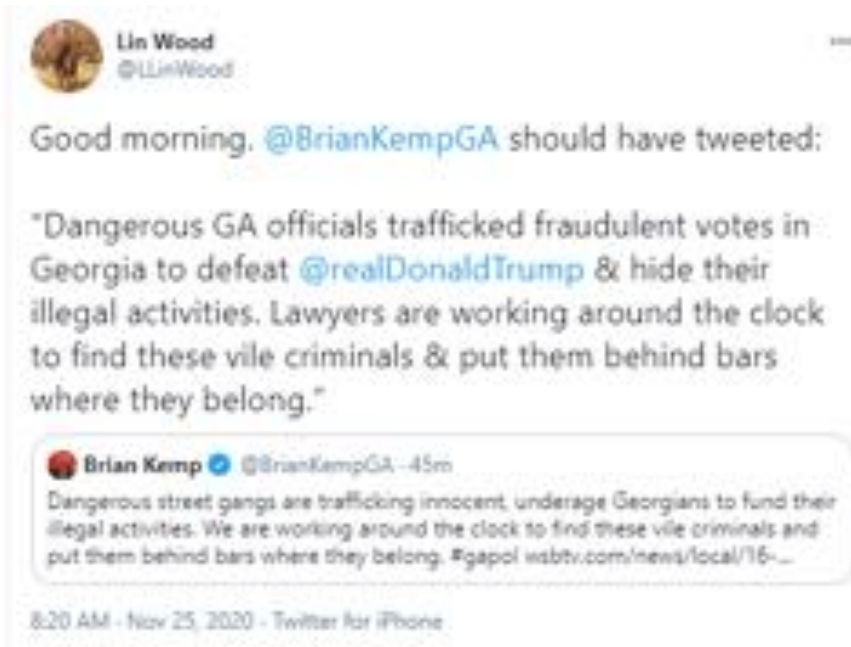 Lin Wood
@LLinWood
Good morning. @BrianKempGA should have tweeted:
"Dangerous GA officials trafficked fraudulent votes in
Georgia to defeat @realDonaldTrump & hide their
illegal activities. Lawyers are working around the clock
to find these vile criminals & put them behind bars
where they belong."
Brian Kemp @BrianKempGA · 45m
Dangerous street gangs are trafficking innocent, underage Georgians to fund their
illegal activities. We are working around the clock to find these vile criminals and
put them behind bars where they belong. #gapol wsbtv.com/news/local/16-...
8:20 AM · Nov 25, 2020 · Twitter for iPhone